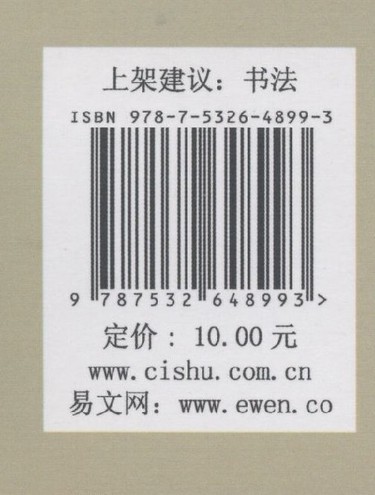 上架建议：书法
ISBN 978-7-5326-4899-3
9 787532 648993 >
定价：10.00 元
www.cishu.com.cn
易文网：www.ewen.co